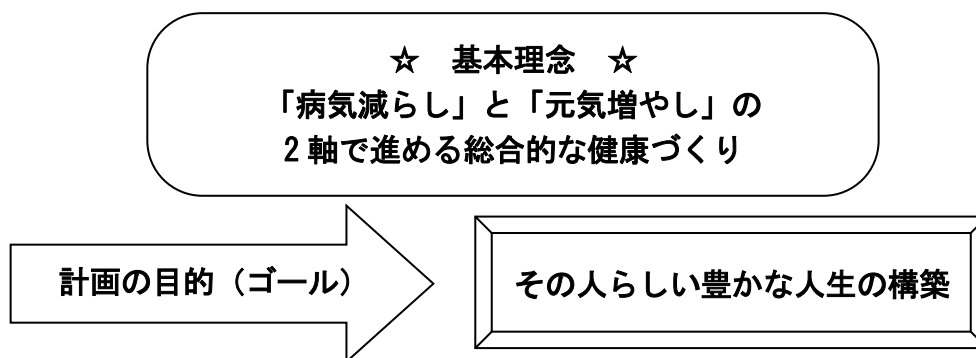 ☆　基本理念　☆
「病気減らし」と「元気増やし」の
2軸で進める総合的な健康づくり
計画の目的（ゴール）
その人らしい豊かな人生の構築